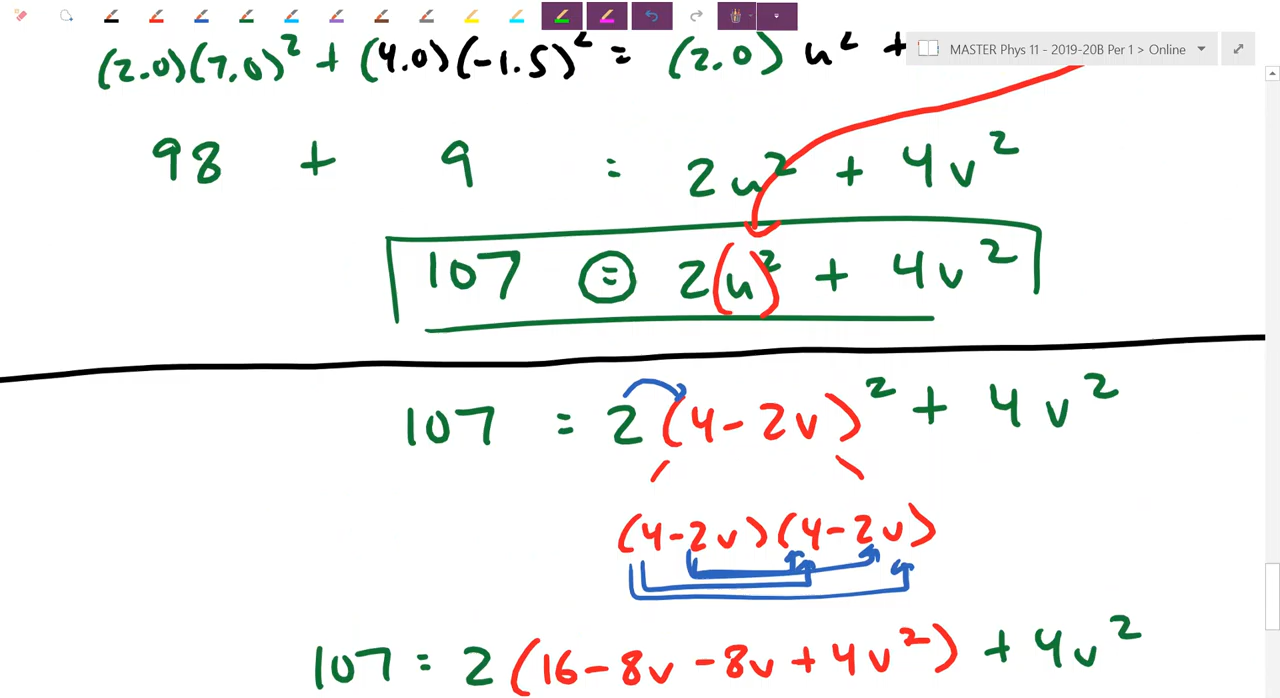 (2.0)(7.0)² + (4.0)(-1.5)² = (2.0) u² +
MASTER Phys 11 - 2019-20B Per 1 > Online
98 + 9 = 2u² + 4v²
107 = 2(u)² + 4v²
107 = 2(4-2v)² + 4v²
(4-2v)(4-2v)
107 = 2(16-8v-8v+4v²) + 4v²